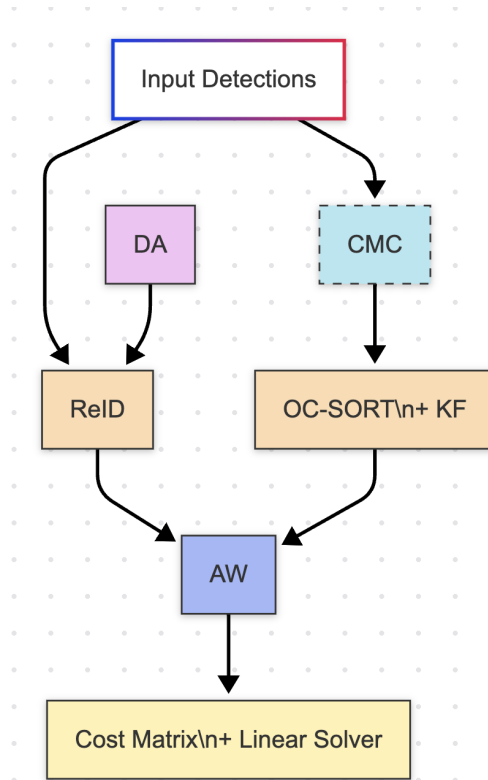 Input Detections
DA
CMC
ReID
OC-SORT\n+ KF
AW
Cost Matrix\n+ Linear Solver